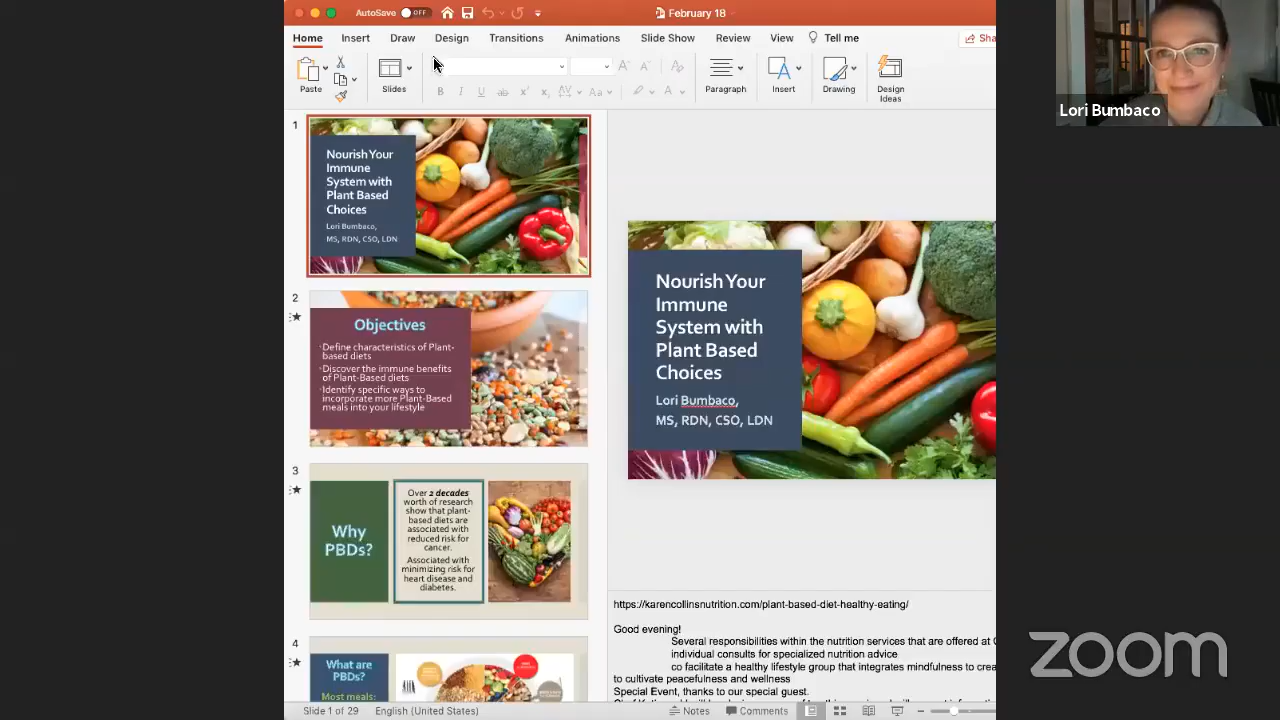 AutoSave OFF
February 18
Home Insert Draw Design Transitions Animations Slide Show Review View Tell me
Paste Slides Paragraph Insert Drawing Design
Ideas
1
Nourish Your
Immune
System with
Plant Based
Choices
Lori Bumbaco,
MS, RDN, CSO, LDN
2
Objectives
Define characteristics of Plant-
based diets
Discover the immune benefits
of Plant-Based diets
Identify specific ways to
incorporate more Plant-Based
meals into your lifestyle
3
Why
PBDs?
Over 2 decades
worth of research
show that plant-
based diets are
associated with
reduced risk for
cancer.
Associated with
minimizing risk for
heart disease and
diabetes.
4
What are
PBDs?
Most meals:
Nourish Your
Immune
System with
Plant Based
Choices
Lori Bumbaco,
MS, RDN, CSO, LDN
https://karencollinsnutrition.com/plant-based-diet-healthy-eating/
Good evening!
Several responsibilities within the nutrition services that are offered at
individual consults for specialized nutrition advice
co facilitate a healthy lifestyle group that integrates mindfulness to
to cultivate peacefulness and wellness
Special Event, thanks to our special guest.
Slide 1 of 29 English (United States) Notes Comments
Lori Bumbaco
zoom